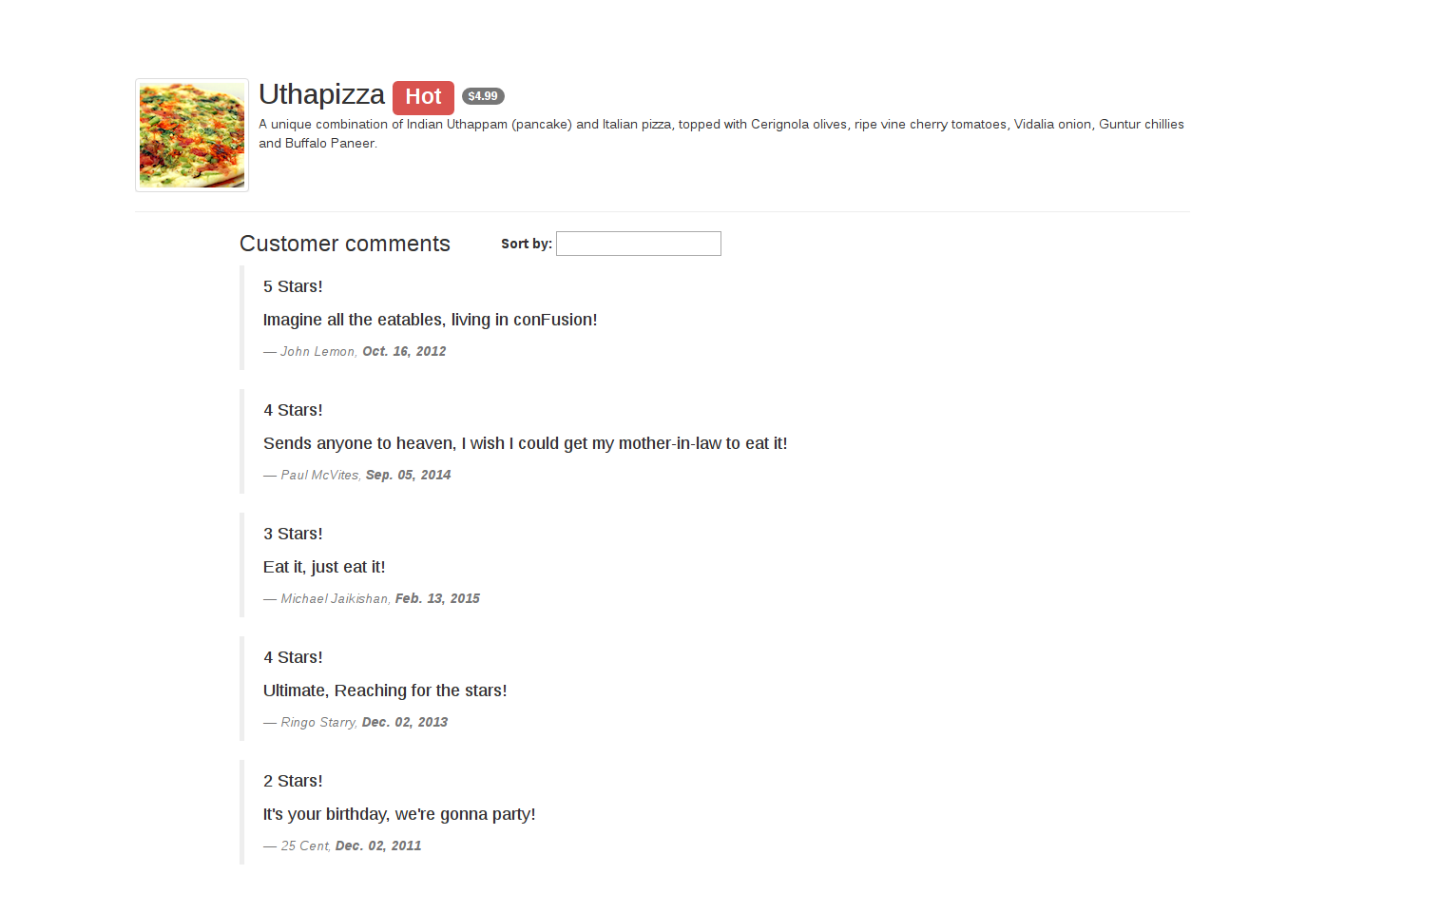 Uthapizza Hot $4.99
A unique combination of Indian Uthappam (pancake) and Italian pizza, topped with Cerignola olives, ripe vine cherry tomatoes, Vidalia onion, Guntur chillies
and Buffalo Paneer.
Customer comments Sort by:
5 Stars!
Imagine all the eatables, living in conFusion!
— John Lemon, Oct. 16, 2012
4 Stars!
Sends anyone to heaven, I wish I could get my mother-in-law to eat it!
— Paul McVites, Sep. 05, 2014
3 Stars!
Eat it, just eat it!
— Michael Jaikishan, Feb. 13, 2015
4 Stars!
Ultimate, Reaching for the stars!
— Ringo Starry, Dec. 02, 2013
2 Stars!
It's your birthday, we're gonna party!
— 25 Cent, Dec. 02, 2011